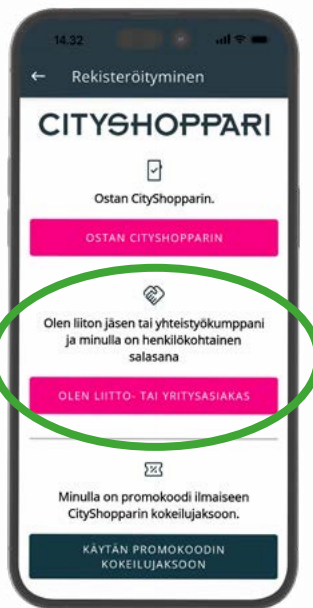 14.32
← Rekisteröityminen
CITYSHOPPARI
Ostan CityShopparin.
OSTAN CITYSHOPPARIN
Olen liiton jäsen tai yhteistyökumppani
ja minulla on henkilökohtainen
salasana
OLEN LIITTO- TAI YRITYSASIAKAS
Minulla on promokoodi ilmaiseen
CityShopparin kokeilujaksoon.
KÄYTÄN PROMOKOODIN
KOKEILUJAKSOON